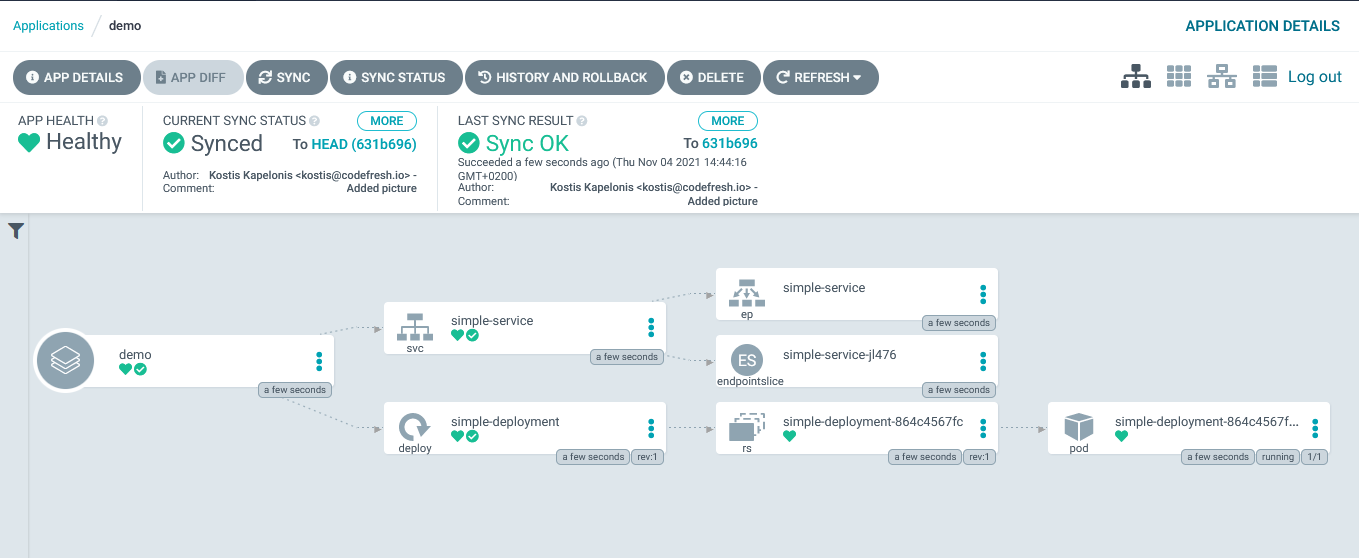 Applications / demo
APPLICATION DETAILS
APP DETAILS
APP DIFF
SYNC
SYNC STATUS
HISTORY AND ROLLBACK
DELETE
REFRESH
Log out
APP HEALTH
Healthy
CURRENT SYNC STATUS
MORE
Synced
To HEAD (631b696)
Author: Kostis Kapelonis <kostis@codefresh.io> -
Comment: Added picture
LAST SYNC RESULT
MORE
Sync OK
To 631b696
Succeeded a few seconds ago (Thu Nov 04 2021 14:44:16
GMT+0200)
Author: Kostis Kapelonis <kostis@codefresh.io> -
Comment: Added picture
demo
a few seconds
simple-service
svc
a few seconds
simple-deployment
deploy
a few seconds
rev:1
simple-service
ep
a few seconds
ES
simple-service-jl476
endpointslice
a few seconds
simple-deployment-864c4567fc
rs
a few seconds
rev:1
simple-deployment-864c4567f...
pod
a few seconds
running
1/1